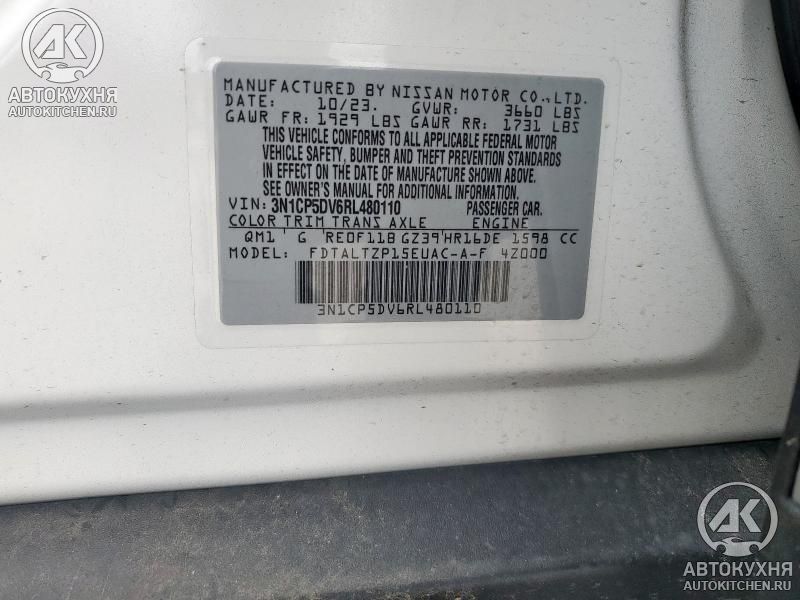 AK
АВТОКУХНЯ
AUTOKITCHEN.RU
MANUFACTURED BY NISSAN MOTOR CO.,LTD.
DATE: 10/23. GVWR: 3660 LBS
GAWR FR: 1929 LBS GAWR RR: 1731 LBS
THIS VEHICLE CONFORMS TO ALL APPLICABLE FEDERAL MOTOR
VEHICLE SAFETY, BUMPER AND THEFT PREVENTION STANDARDS
IN EFFECT ON THE DATE OF MANUFACTURE SHOWN ABOVE.
SEE OWNER'S MANUAL FOR ADDITIONAL INFORMATION.
VIN: 3N1CP5DV6RL480110 PASSENGER CAR.
COLOR TRIM TRANS AXLE ENGINE
QM1 G RE0F11B GZ39 HR16DE 1598 CC
MODEL: FDTALTZP15EUAC-A-F 4Z000
3N1CP5DV6RL480110
AK
АВТОКУХНЯ
AUTOKITCHEN.RU